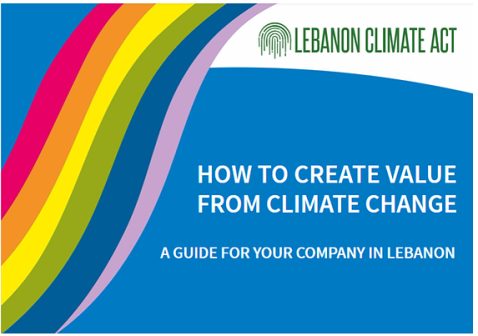 LEBANON CLIMATE ACT
HOW TO CREATE VALUE
FROM CLIMATE CHANGE
A GUIDE FOR YOUR COMPANY IN LEBANON